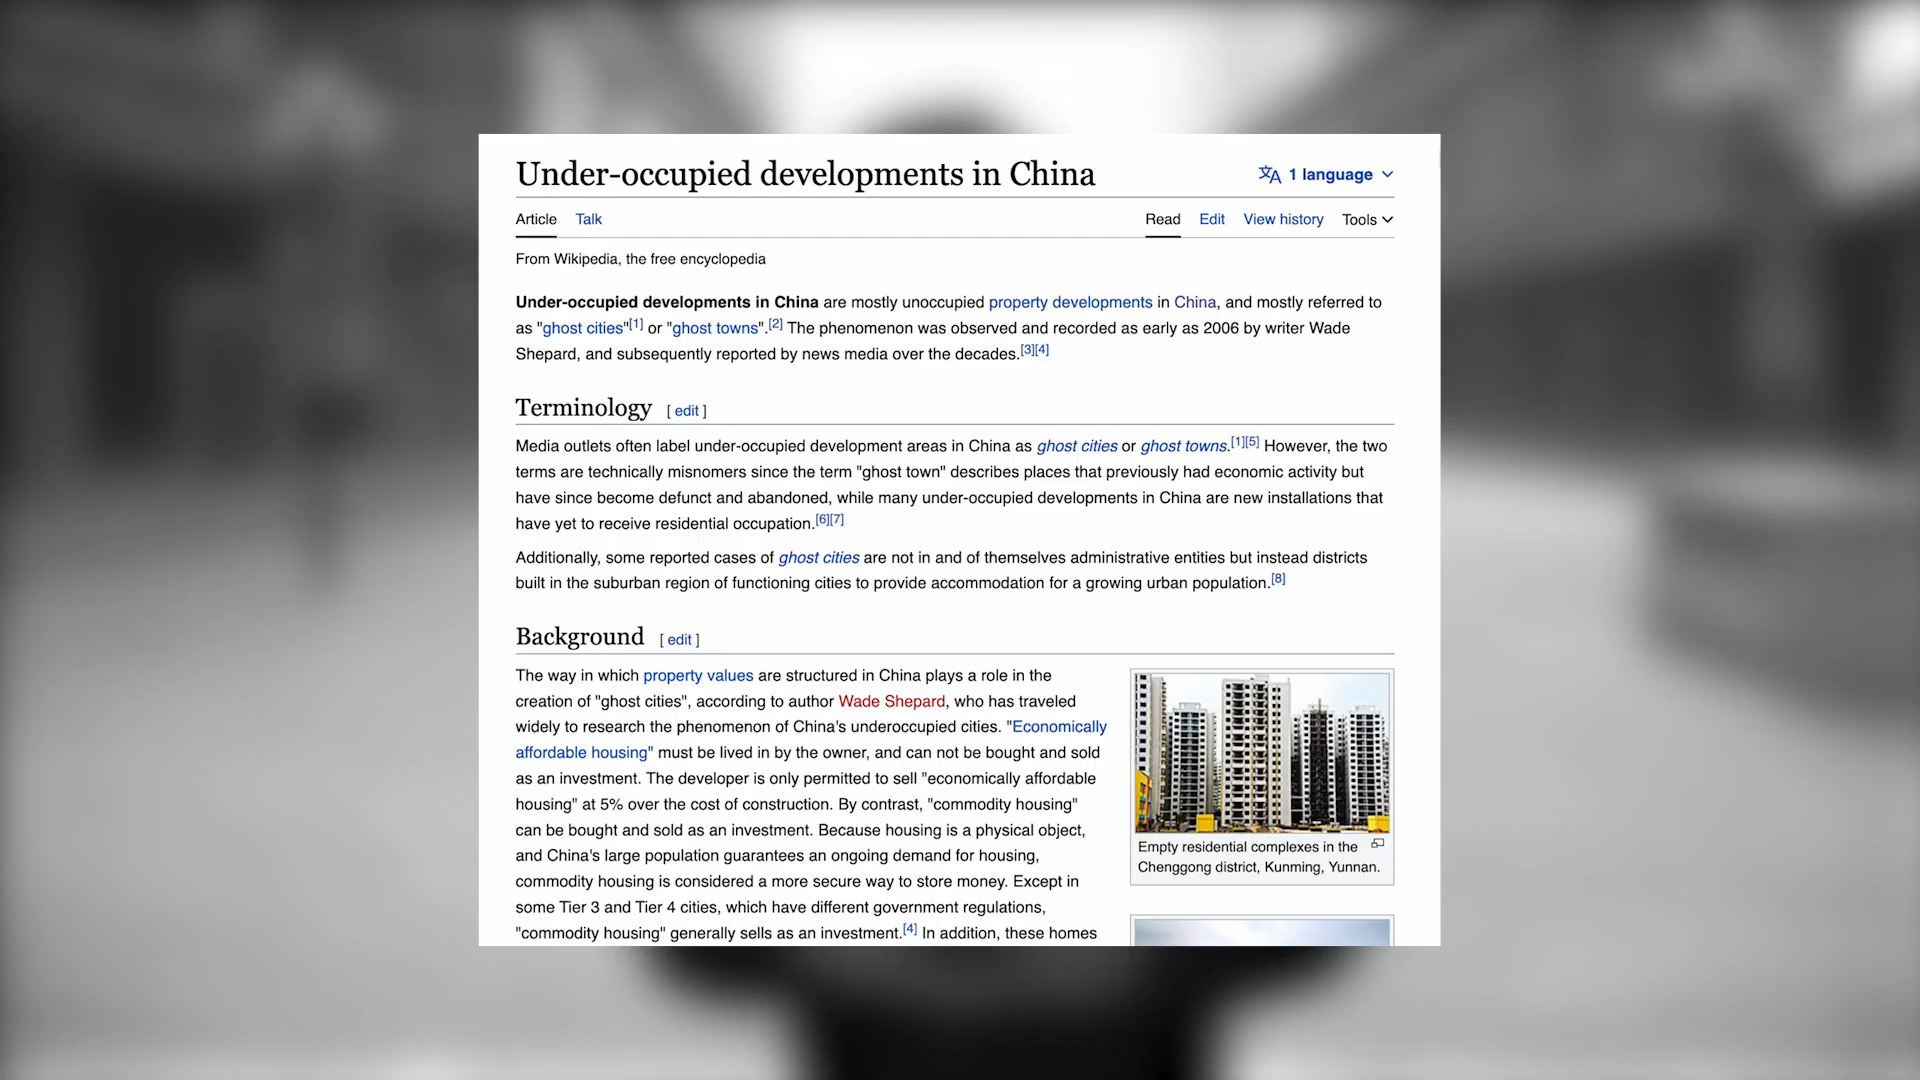 Under-occupied developments in China
1 language
Article Talk Read Edit View history Tools
From Wikipedia, the free encyclopedia
Under-occupied developments in China are mostly unoccupied property developments in China, and mostly referred to
as "ghost cities"[1] or "ghost towns".[2] The phenomenon was observed and recorded as early as 2006 by writer Wade
Shepard, and subsequently reported by news media over the decades.[3][4]
Terminology [ edit ]
Media outlets often label under-occupied development areas in China as ghost cities or ghost towns.[1][5] However, the two
terms are technically misnomers since the term "ghost town" describes places that previously had economic activity but
have since become defunct and abandoned, while many under-occupied developments in China are new installations that
have yet to receive residential occupation.[6][7]
Additionally, some reported cases of ghost cities are not in and of themselves administrative entities but instead districts
built in the suburban region of functioning cities to provide accommodation for a growing urban population.[8]
Background [ edit ]
The way in which property values are structured in China plays a role in the
creation of "ghost cities", according to author Wade Shepard, who has traveled
widely to research the phenomenon of China's underoccupied cities. "Economically
affordable housing" must be lived in by the owner, and can not be bought and sold
as an investment. The developer is only permitted to sell "economically affordable
housing" at 5% over the cost of construction. By contrast, "commodity housing"
can be bought and sold as an investment. Because housing is a physical object,
and China's large population guarantees an ongoing demand for housing,
commodity housing is considered a more secure way to store money. Except in
some Tier 3 and Tier 4 cities, which have different government regulations,
"commodity housing" generally sells as an investment.[4] In addition, these homes
Empty residential complexes in the
Chenggong district, Kunming, Yunnan.